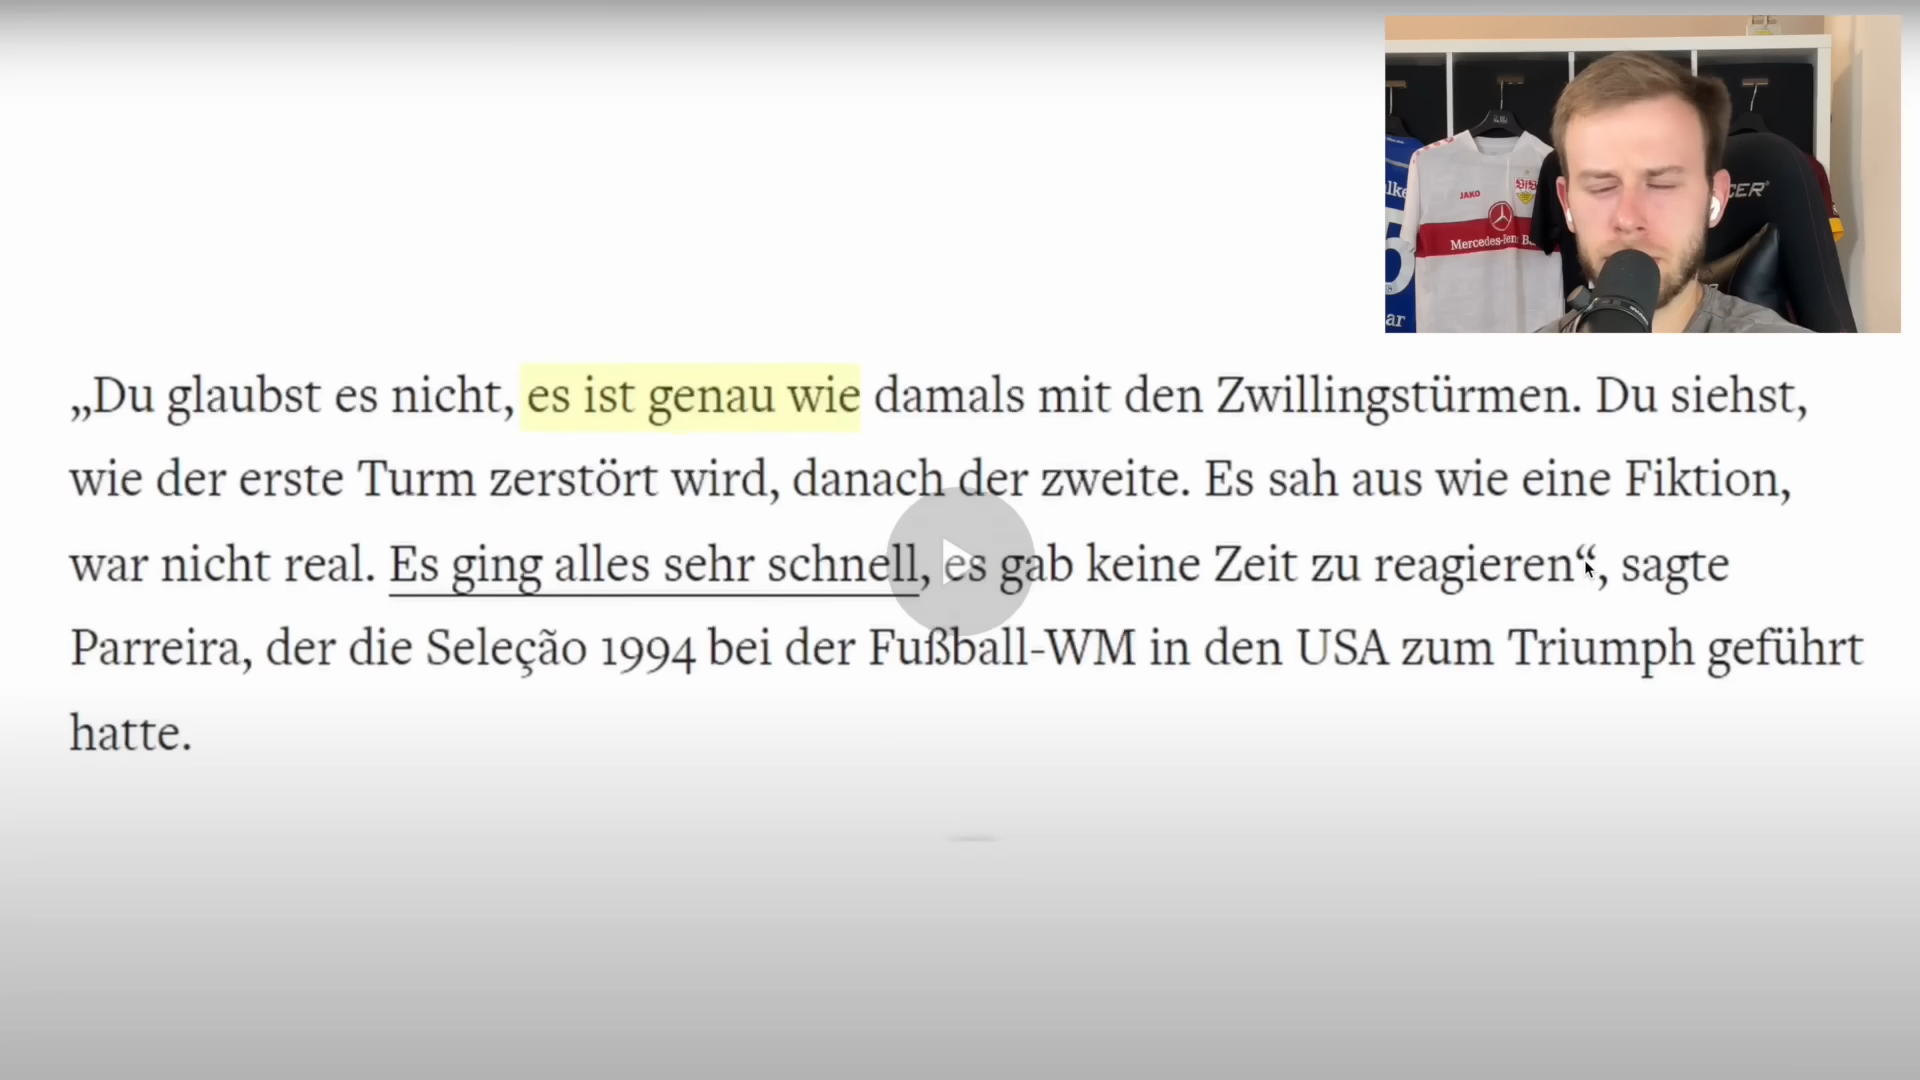 „Du glaubst es nicht, es ist genau wie damals mit den Zwillingstürmen. Du siehst,
wie der erste Turm zerstört wird, danach der zweite. Es sah aus wie eine Fiktion,
war nicht real. Es ging alles sehr schnell, es gab keine Zeit zu reagieren“, sagte
Parreira, der die Seleção 1994 bei der Fußball-WM in den USA zum Triumph geführt
hatte.
JAKO
Mercedes-Benz